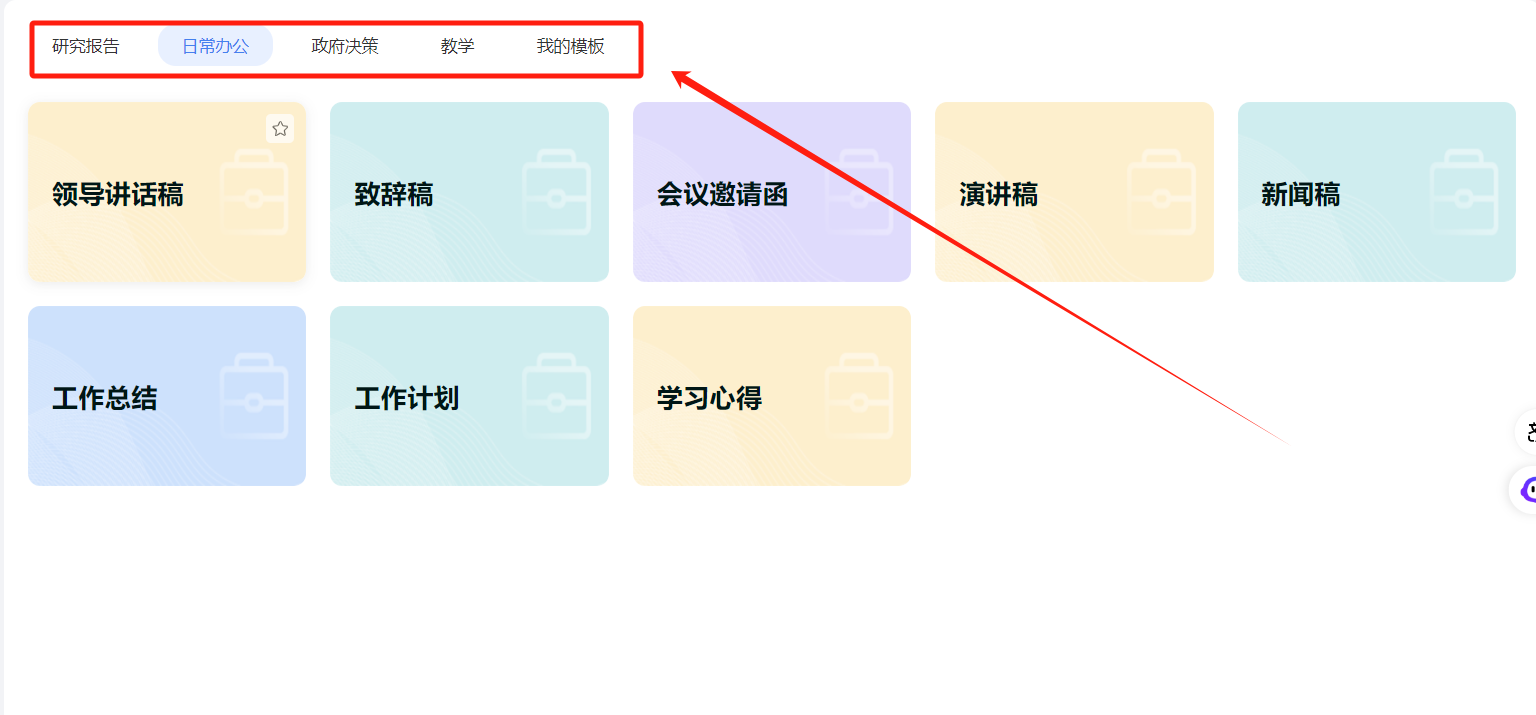 研究报告 日常办公 政府决策 教学 我的模板
领导讲话稿 致辞稿 会议邀请函 演讲稿 新闻稿
工作总结 工作计划 学习心得